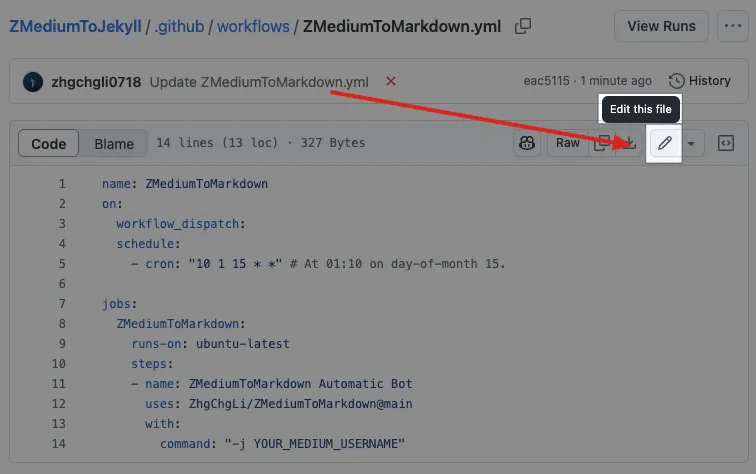 ZMediumToJekyll / .github / workflows / ZMediumToMarkdown.yml
View Runs
...
zhgchgli0718 Update ZMediumToMarkdown.yml
eac5115 · 1 minute ago
History
Edit this file
Code
Blame
14 lines (13 loc) · 327 Bytes
Raw
1 name: ZMediumToMarkdown
2 on:
3   workflow_dispatch:
4   schedule:
5     - cron: "10 1 15 * *" # At 01:10 on day-of-month 15.
6
7 jobs:
8   ZMediumToMarkdown:
9     runs-on: ubuntu-latest
10     steps:
11     - name: ZMediumToMarkdown Automatic Bot
12       uses: ZhgChgLi/ZMediumToMarkdown@main
13       with:
14         command: "-j YOUR_MEDIUM_USERNAME"